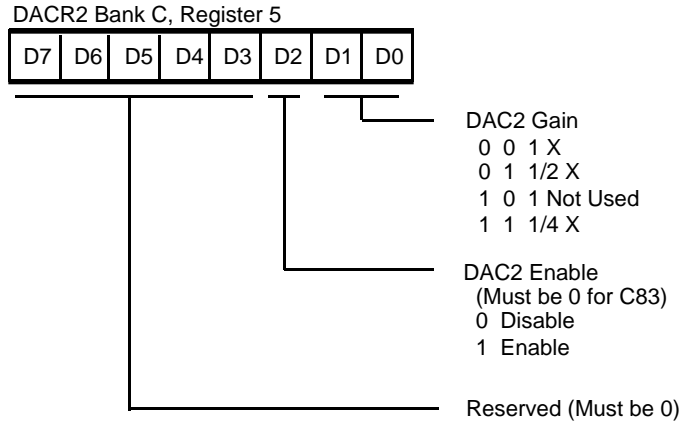 DACR2 Bank C, Register 5
D7 D6 D5 D4 D3 D2 D1 D0
DAC2 Gain
0 0 1 X
0 1 1/2 X
1 0 1 Not Used
1 1 1/4 X
DAC2 Enable
(Must be 0 for C83)
0 Disable
1 Enable
Reserved (Must be 0)